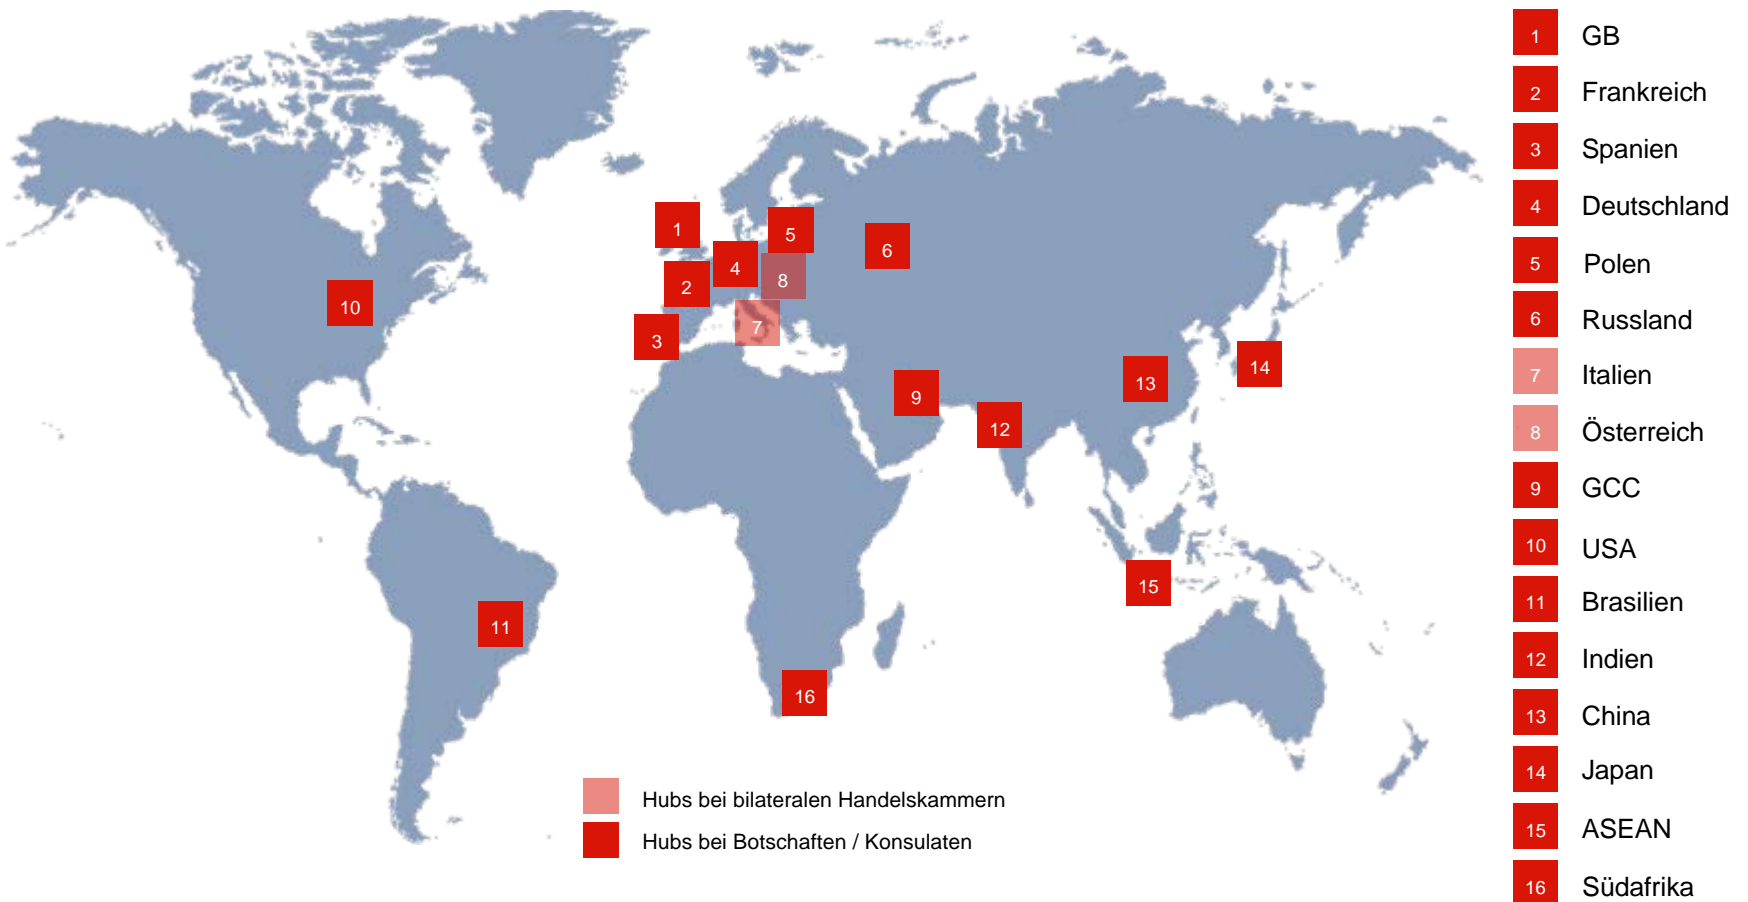 1 GB
2 Frankreich
3 Spanien
4 Deutschland
5 Polen
6 Russland
7 Italien
8 Österreich
9 GCC
10 USA
11 Brasilien
12 Indien
13 China
14 Japan
15 ASEAN
16 Südafrika
1
5
6
4
8
2
10
7
3
14
13
9
12
15
11
16
Hubs bei bilateralen Handelskammern
Hubs bei Botschaften / Konsulaten